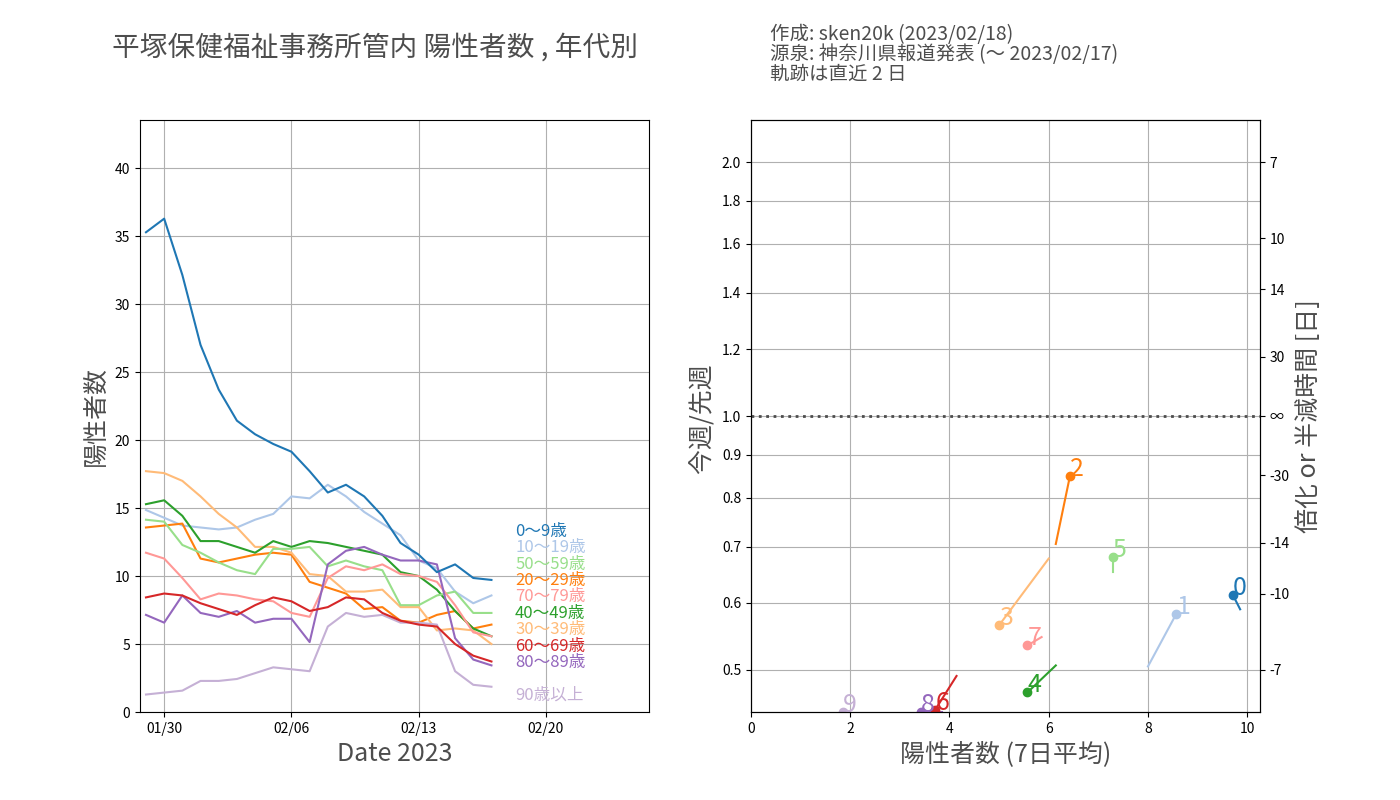 平塚保健福祉事務所管内 陽性者数 , 年代別
作成: sken20k (2023/02/18)
源泉: 神奈川県報道発表 (〜 2023/02/17)
軌跡は直近 2 日
陽性者数
40
35
30
25
20
15
10
5
0
01/30
02/06
02/13
02/20
Date 2023
0〜9歳
10〜19歳
50〜59歳
20〜29歳
70〜79歳
40〜49歳
30〜39歳
60〜69歳
80〜89歳
90歳以上
今週/先週
2.0
1.8
1.6
1.4
1.2
1.0
0.9
0.8
0.7
0.6
0.5
0
2
4
6
8
10
陽性者数 (7日平均)
2
5
0
1
3
7
4
6
8
9
7
10
14
30
∞
-30
-14
-10
-7
倍化 or 半減時間 [日]